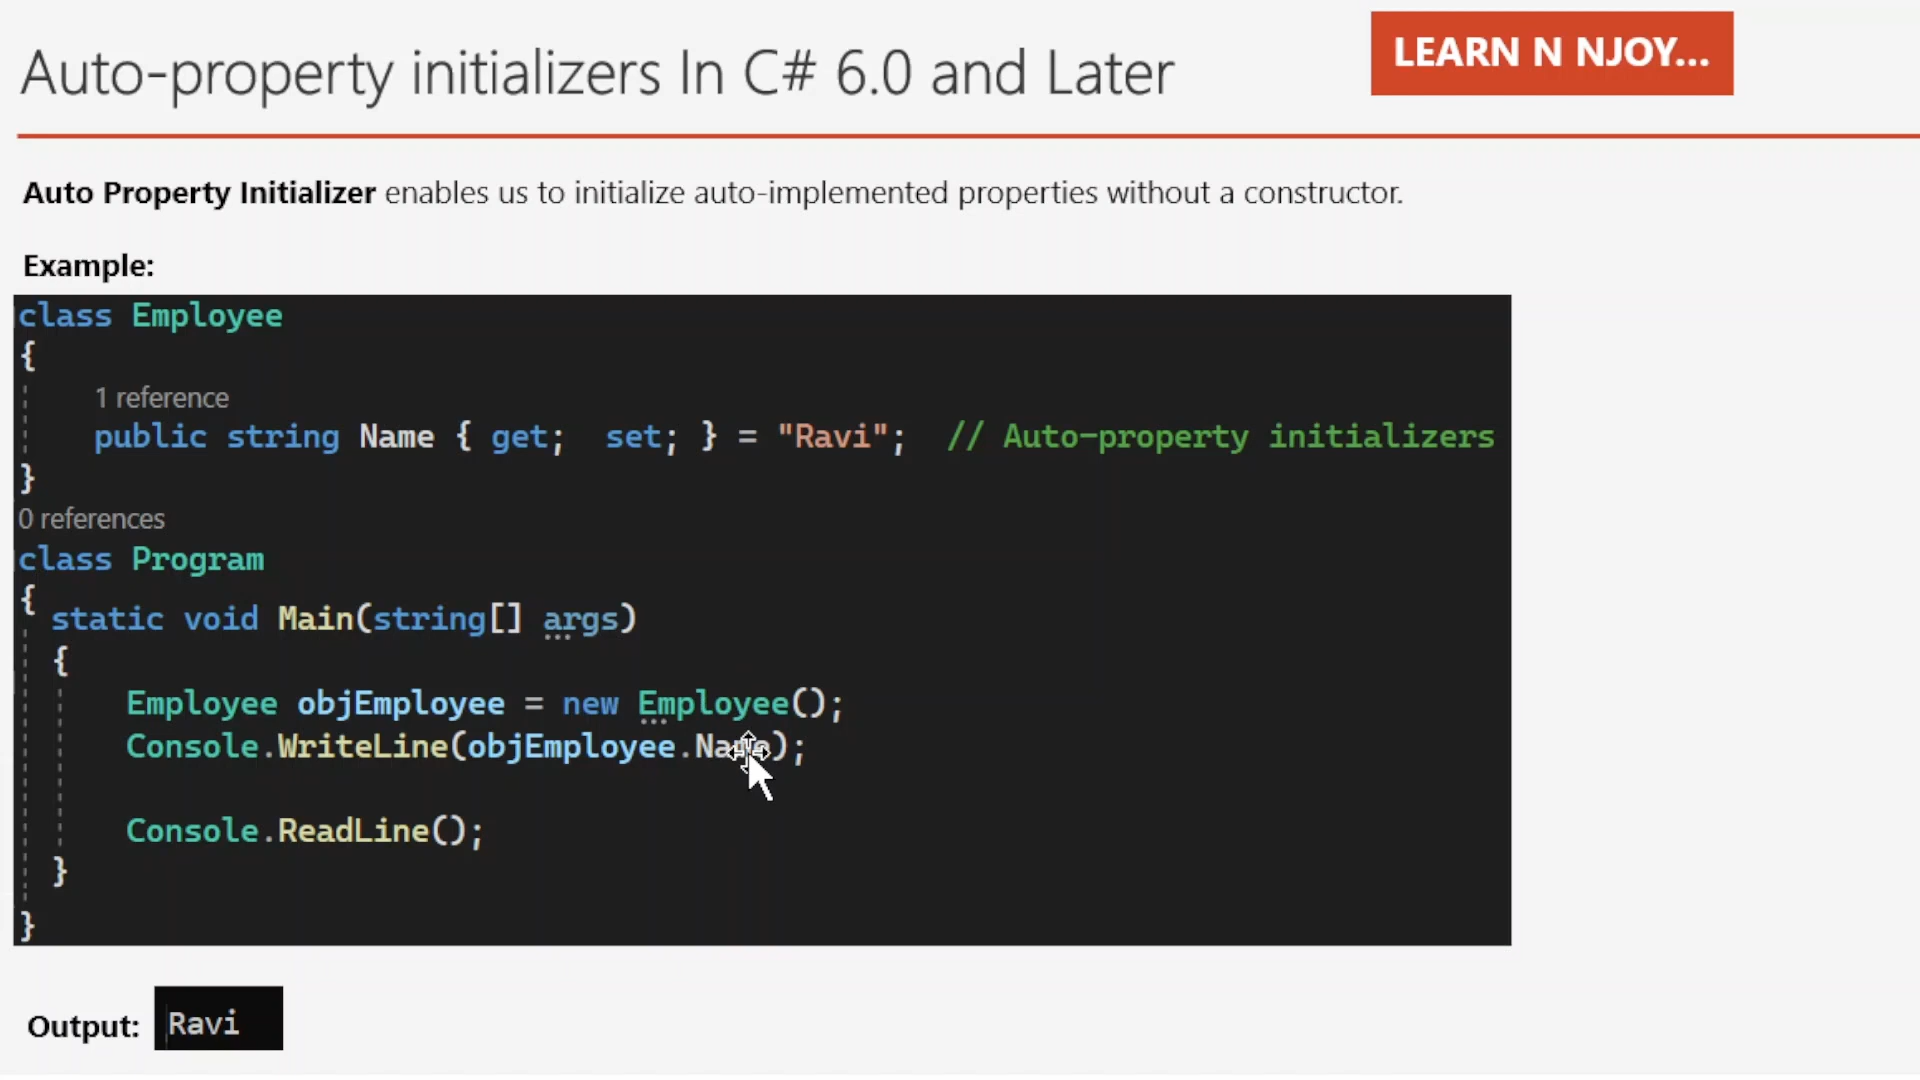 Auto-property initializers In C# 6.0 and Later
LEARN N NJOY...
Auto Property Initializer enables us to initialize auto-implemented properties without a constructor.
Example:
class Employee
{
1 reference
public string Name { get;  set; } = "Ravi";  // Auto-property initializers
}
0 references
class Program
{
static void Main(string[] args)
{
Employee objEmployee = new Employee();
Console.WriteLine(objEmployee.Name);
Console.ReadLine();
}
}
Output:
Ravi